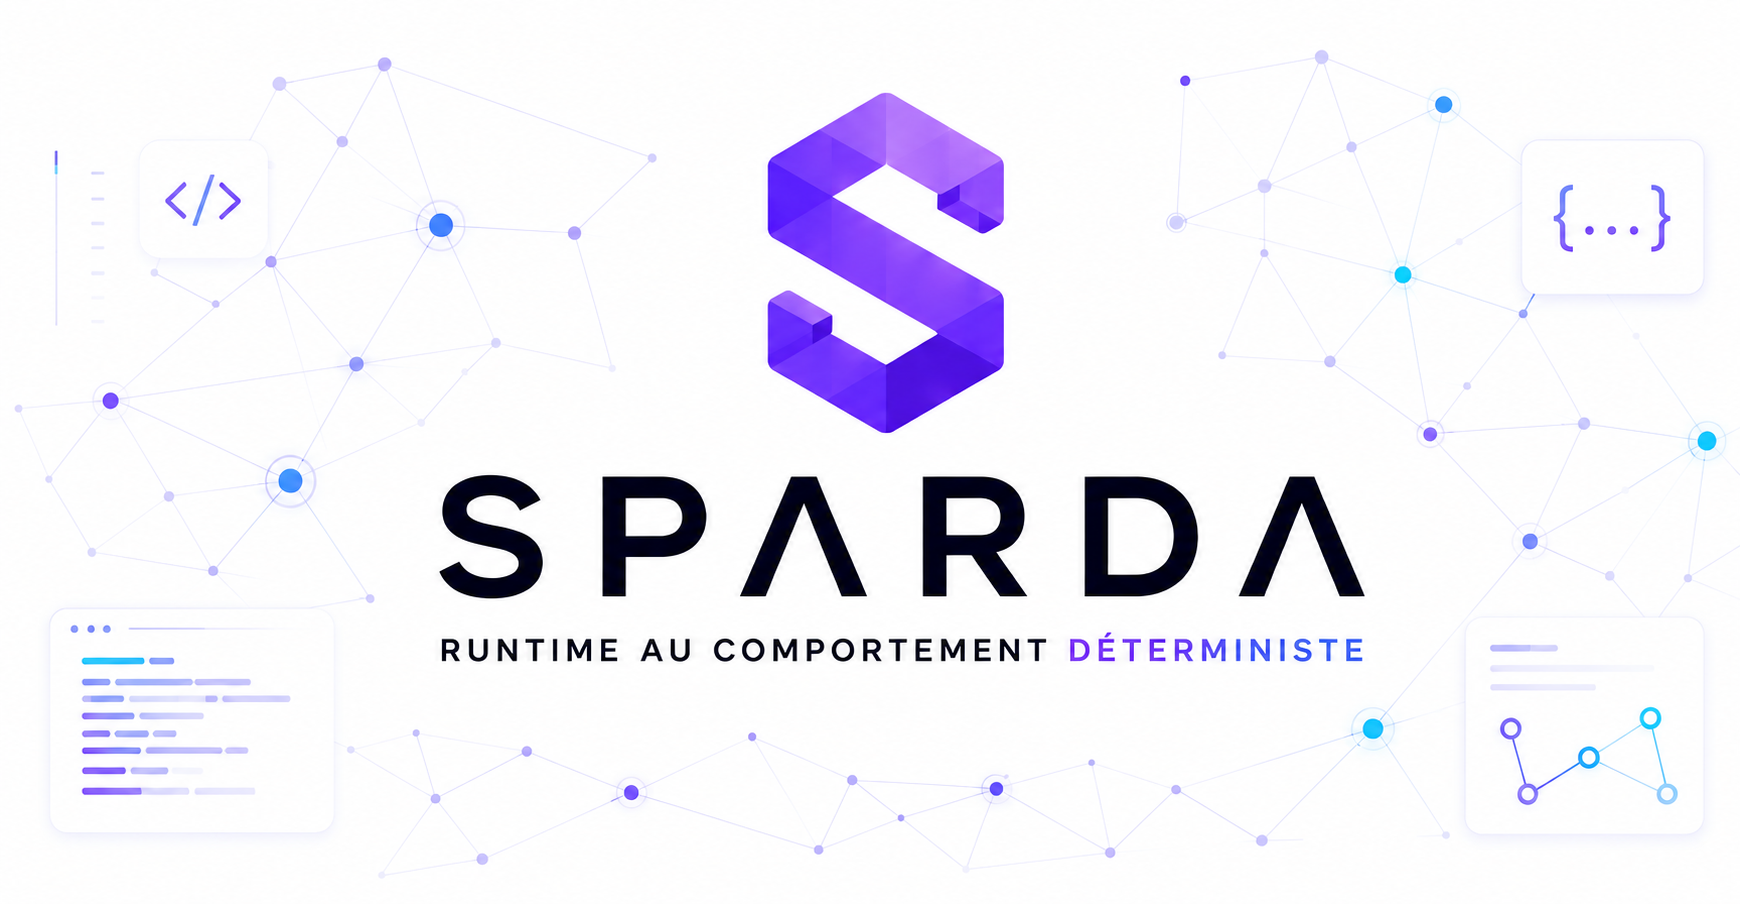 </>
{...}
SPARDA
RUNTIME AU COMPORTEMENT DÉTERMINISTE